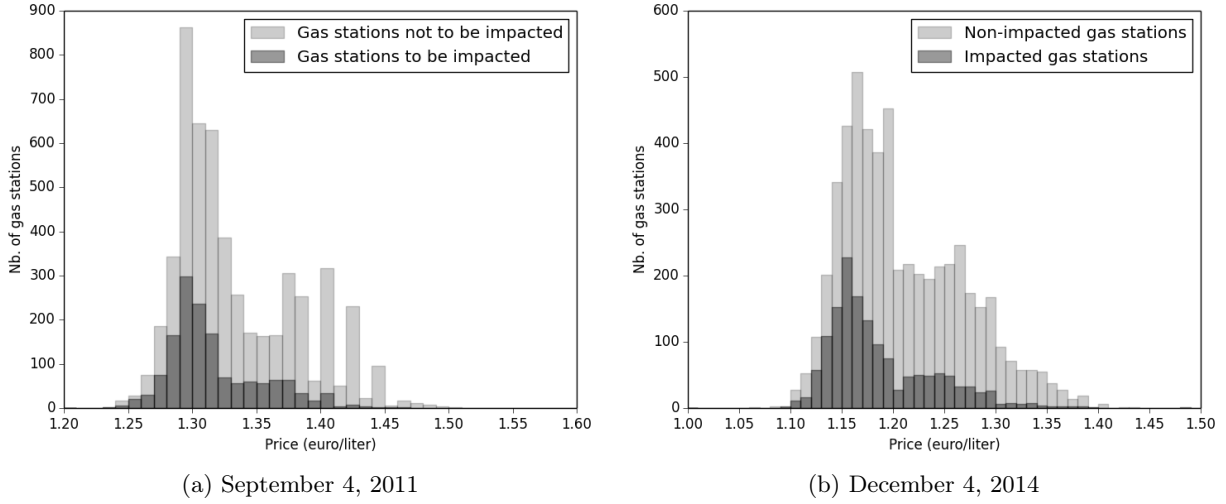 900
800
700
600
500
400
300
200
100
0
Nb. of gas stations
Gas stations not to be impacted
Gas stations to be impacted
1.20 1.25 1.30 1.35 1.40 1.45 1.50 1.55 1.60
Price (euro/liter)
(a) September 4, 2011
600
500
400
300
200
100
0
Nb. of gas stations
Non-impacted gas stations
Impacted gas stations
1.00 1.05 1.10 1.15 1.20 1.25 1.30 1.35 1.40 1.45 1.50
Price (euro/liter)
(b) December 4, 2014